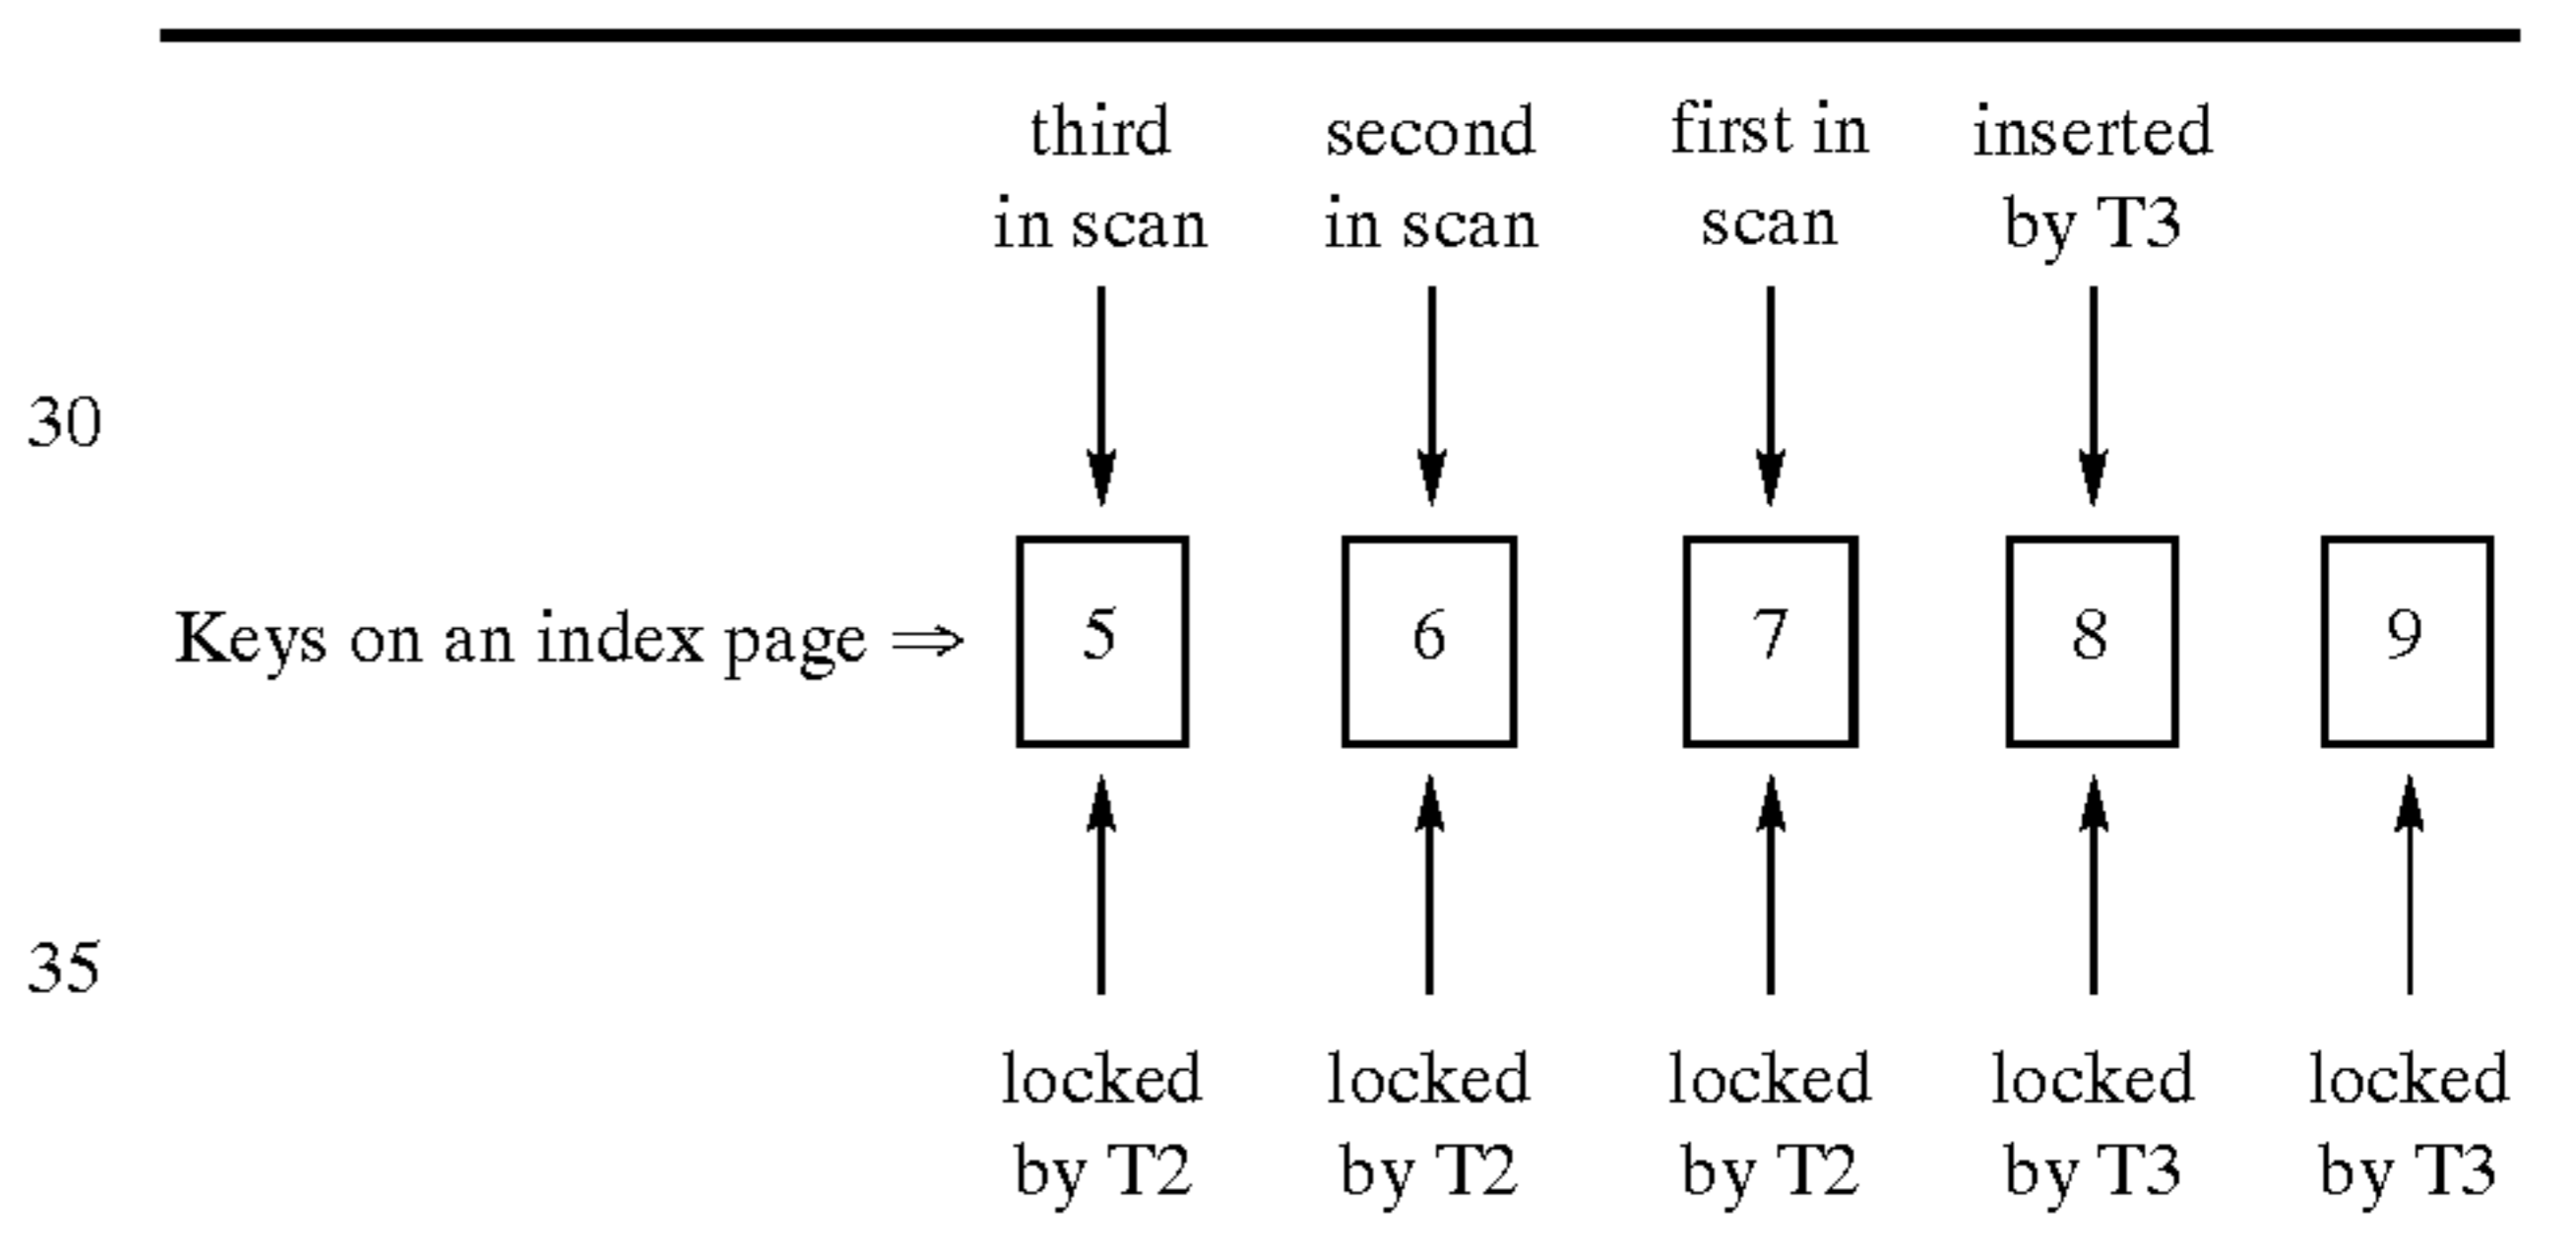 third second first in inserted
in scan in scan scan by T3
30
Keys on an index page ⇒ 5 6 7 8 9
35
locked locked locked locked locked
by T2 by T2 by T2 by T3 by T3